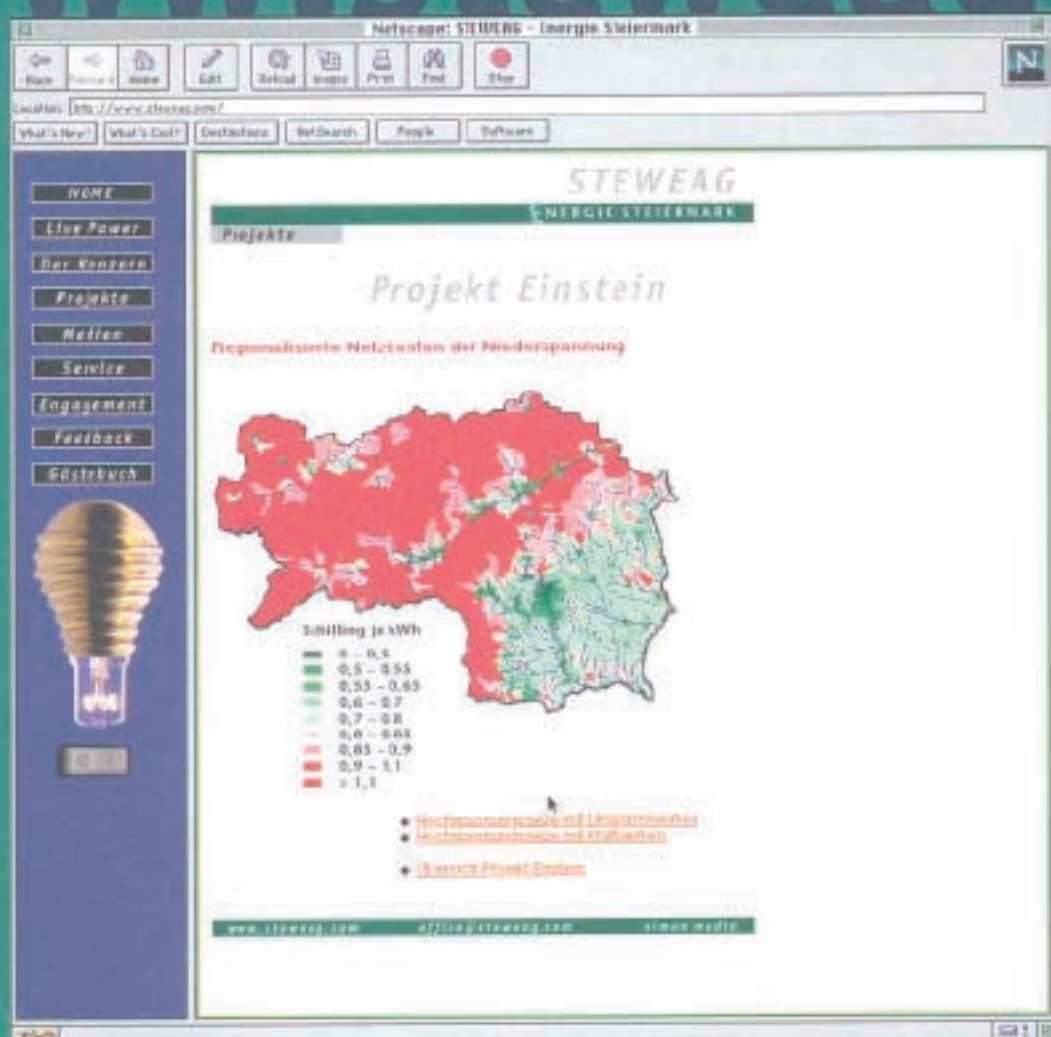 Netscape: STEWEAG - Energie Steiermark
Back Forward Home Edit Reload Images Print Find Stop
N
Location: http://www.steweag.com/
What's New? What's Cool? Destinations Net Search People Software
HOME
Live Power
Der Konzern
Projekte
Medien
Service
Engagement
Feedback
Gästebuch
STEWEAG
ENERGIE STEIERMARK
Projekte
Projekt Einstein
Regionalisierte Netzkosten der Niederspannung
Schilling je kWh
0 - 0,5
0,5 - 0,55
0,55 - 0,65
0,6 - 0,7
0,7 - 0,8
0,85 - 0,9
0,9 - 1,1
> 1,1
Hochspannungsnetze mit Umspannwerken
Hochspannungsnetze mit Kraftwerken
Übersicht Projekt Einstein
www.steweag.com office@steweag.com simon media